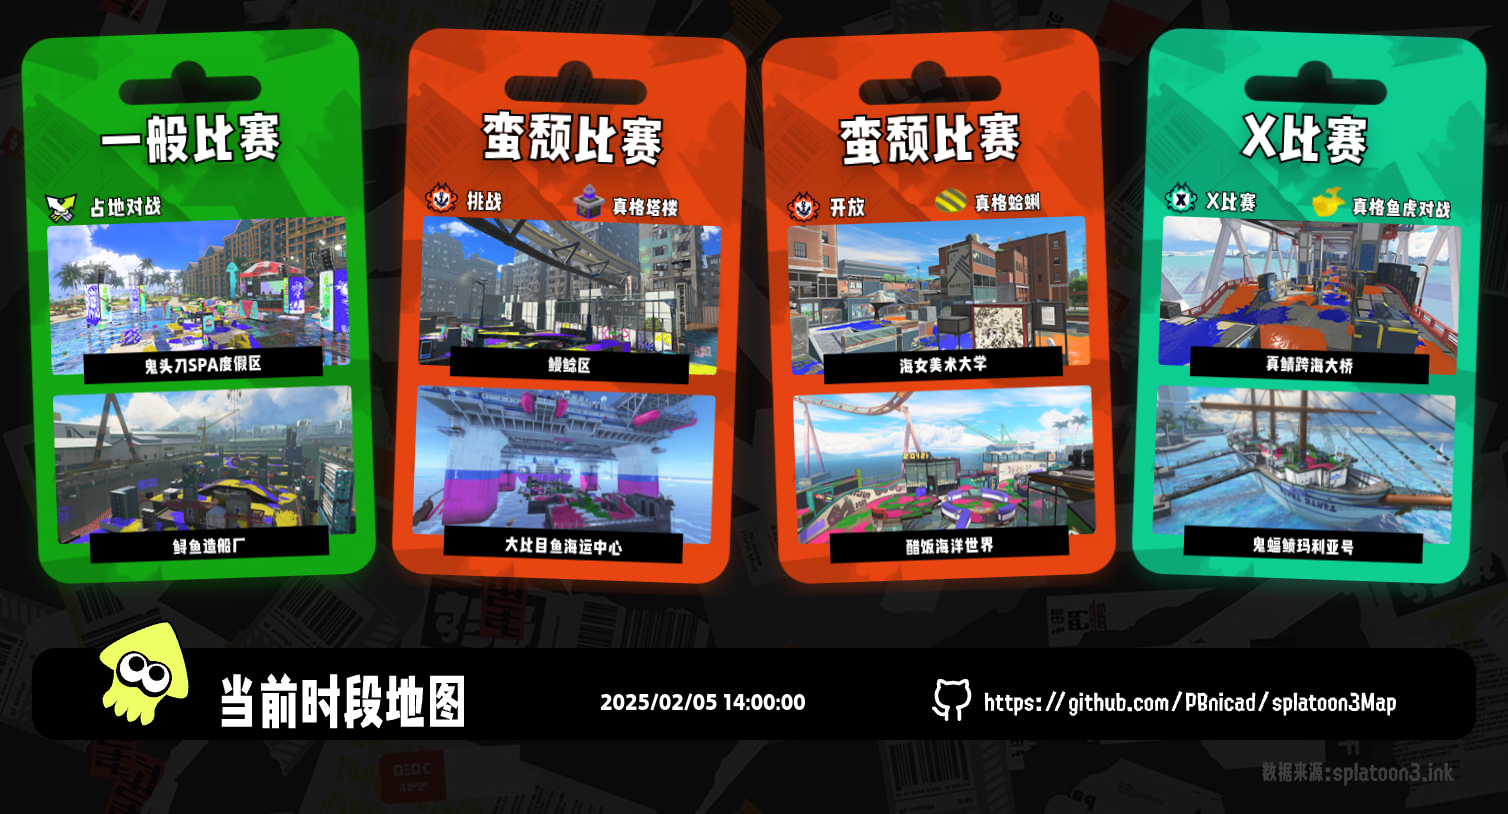 一般比赛
占地对战
鬼头刀SPA度假区
鲟鱼造船厂
蛮颓比赛
挑战
真格塔楼
鳗鲶区
大比目鱼海运中心
蛮颓比赛
开放
真格蛤蜊
海女美术大学
醋饭海洋世界
X比赛
X比赛
真格鱼虎对战
真鲭跨海大桥
鬼蝠鲼玛利亚号
当前时段地图
2025/02/05 14:00:00
https://github.com/PBnicad/splatoon3Map
数据来源:splatoon3.ink